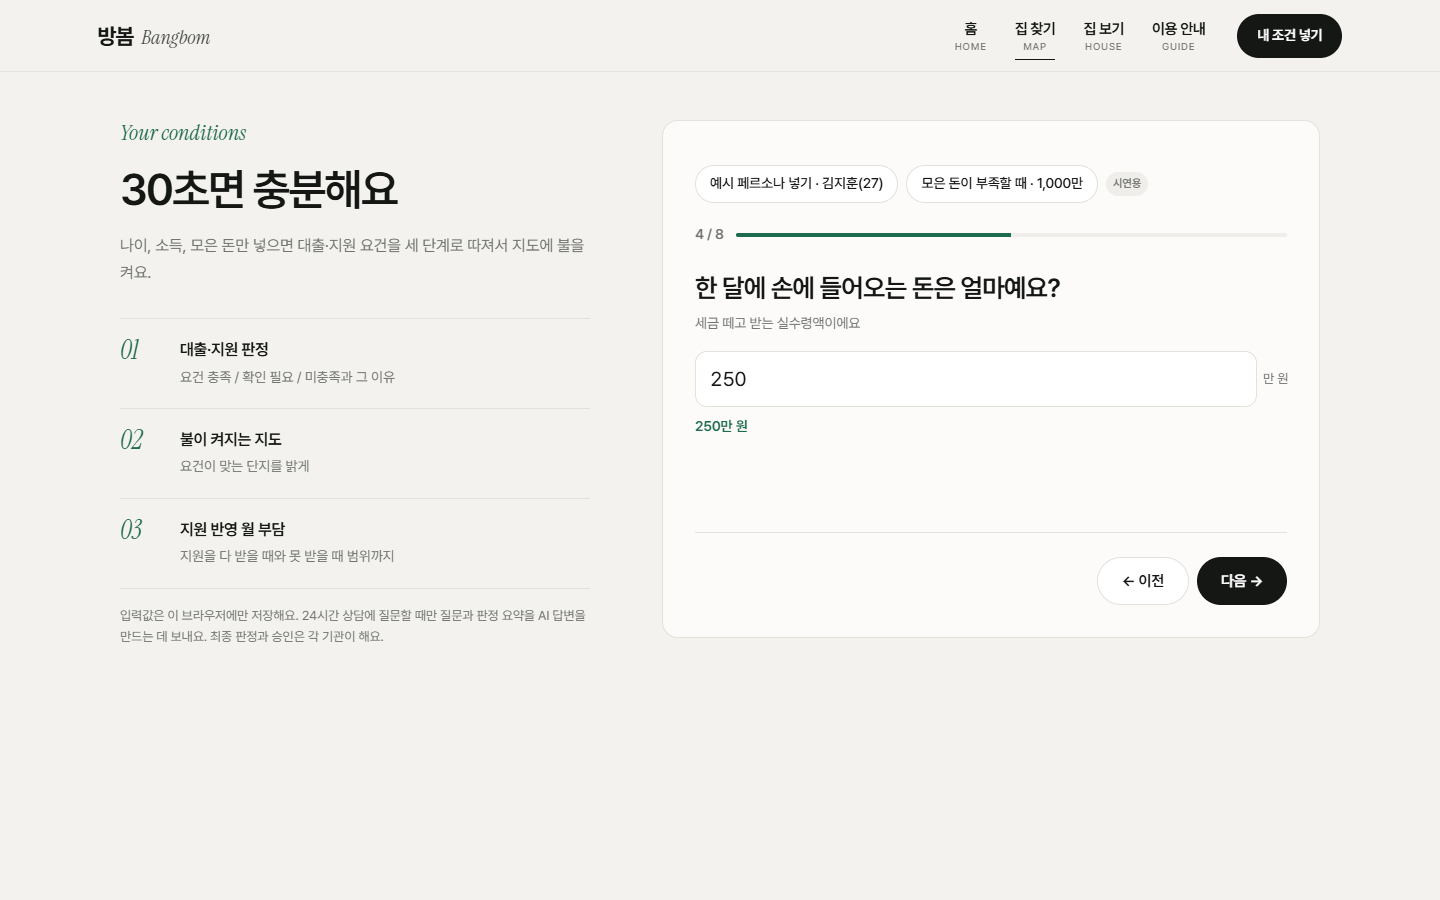 방봄 Bangbom
홈
HOME
집 찾기
MAP
집 보기
HOUSE
이용 안내
GUIDE
내 조건 넣기
Your conditions
30초면 충분해요
나이, 소득, 모은 돈만 넣으면 대출·지원 요건을 세 단계로 따져서 지도에 불을
켜요.
01
대출·지원 판정
요건 충족 / 확인 필요 / 미충족과 그 이유
02
불이 켜지는 지도
요건이 맞는 단지를 밝게
03
지원 반영 월 부담
지원을 다 받을 때와 못 받을 때 범위까지
입력값은 이 브라우저에만 저장해요. 24시간 상담에 질문할 때만 질문과 판정 요약을 AI 답변을
만드는 데 보내요. 최종 판정과 승인은 각 기관이 해요.
예시 페르소나 넣기 · 김지훈(27)
모은 돈이 부족할 때 · 1,000만
시연용
4 / 8
한 달에 손에 들어오는 돈은 얼마예요?
세금 떼고 받는 실수령액이에요
250
만 원
250만 원
← 이전
다음 →